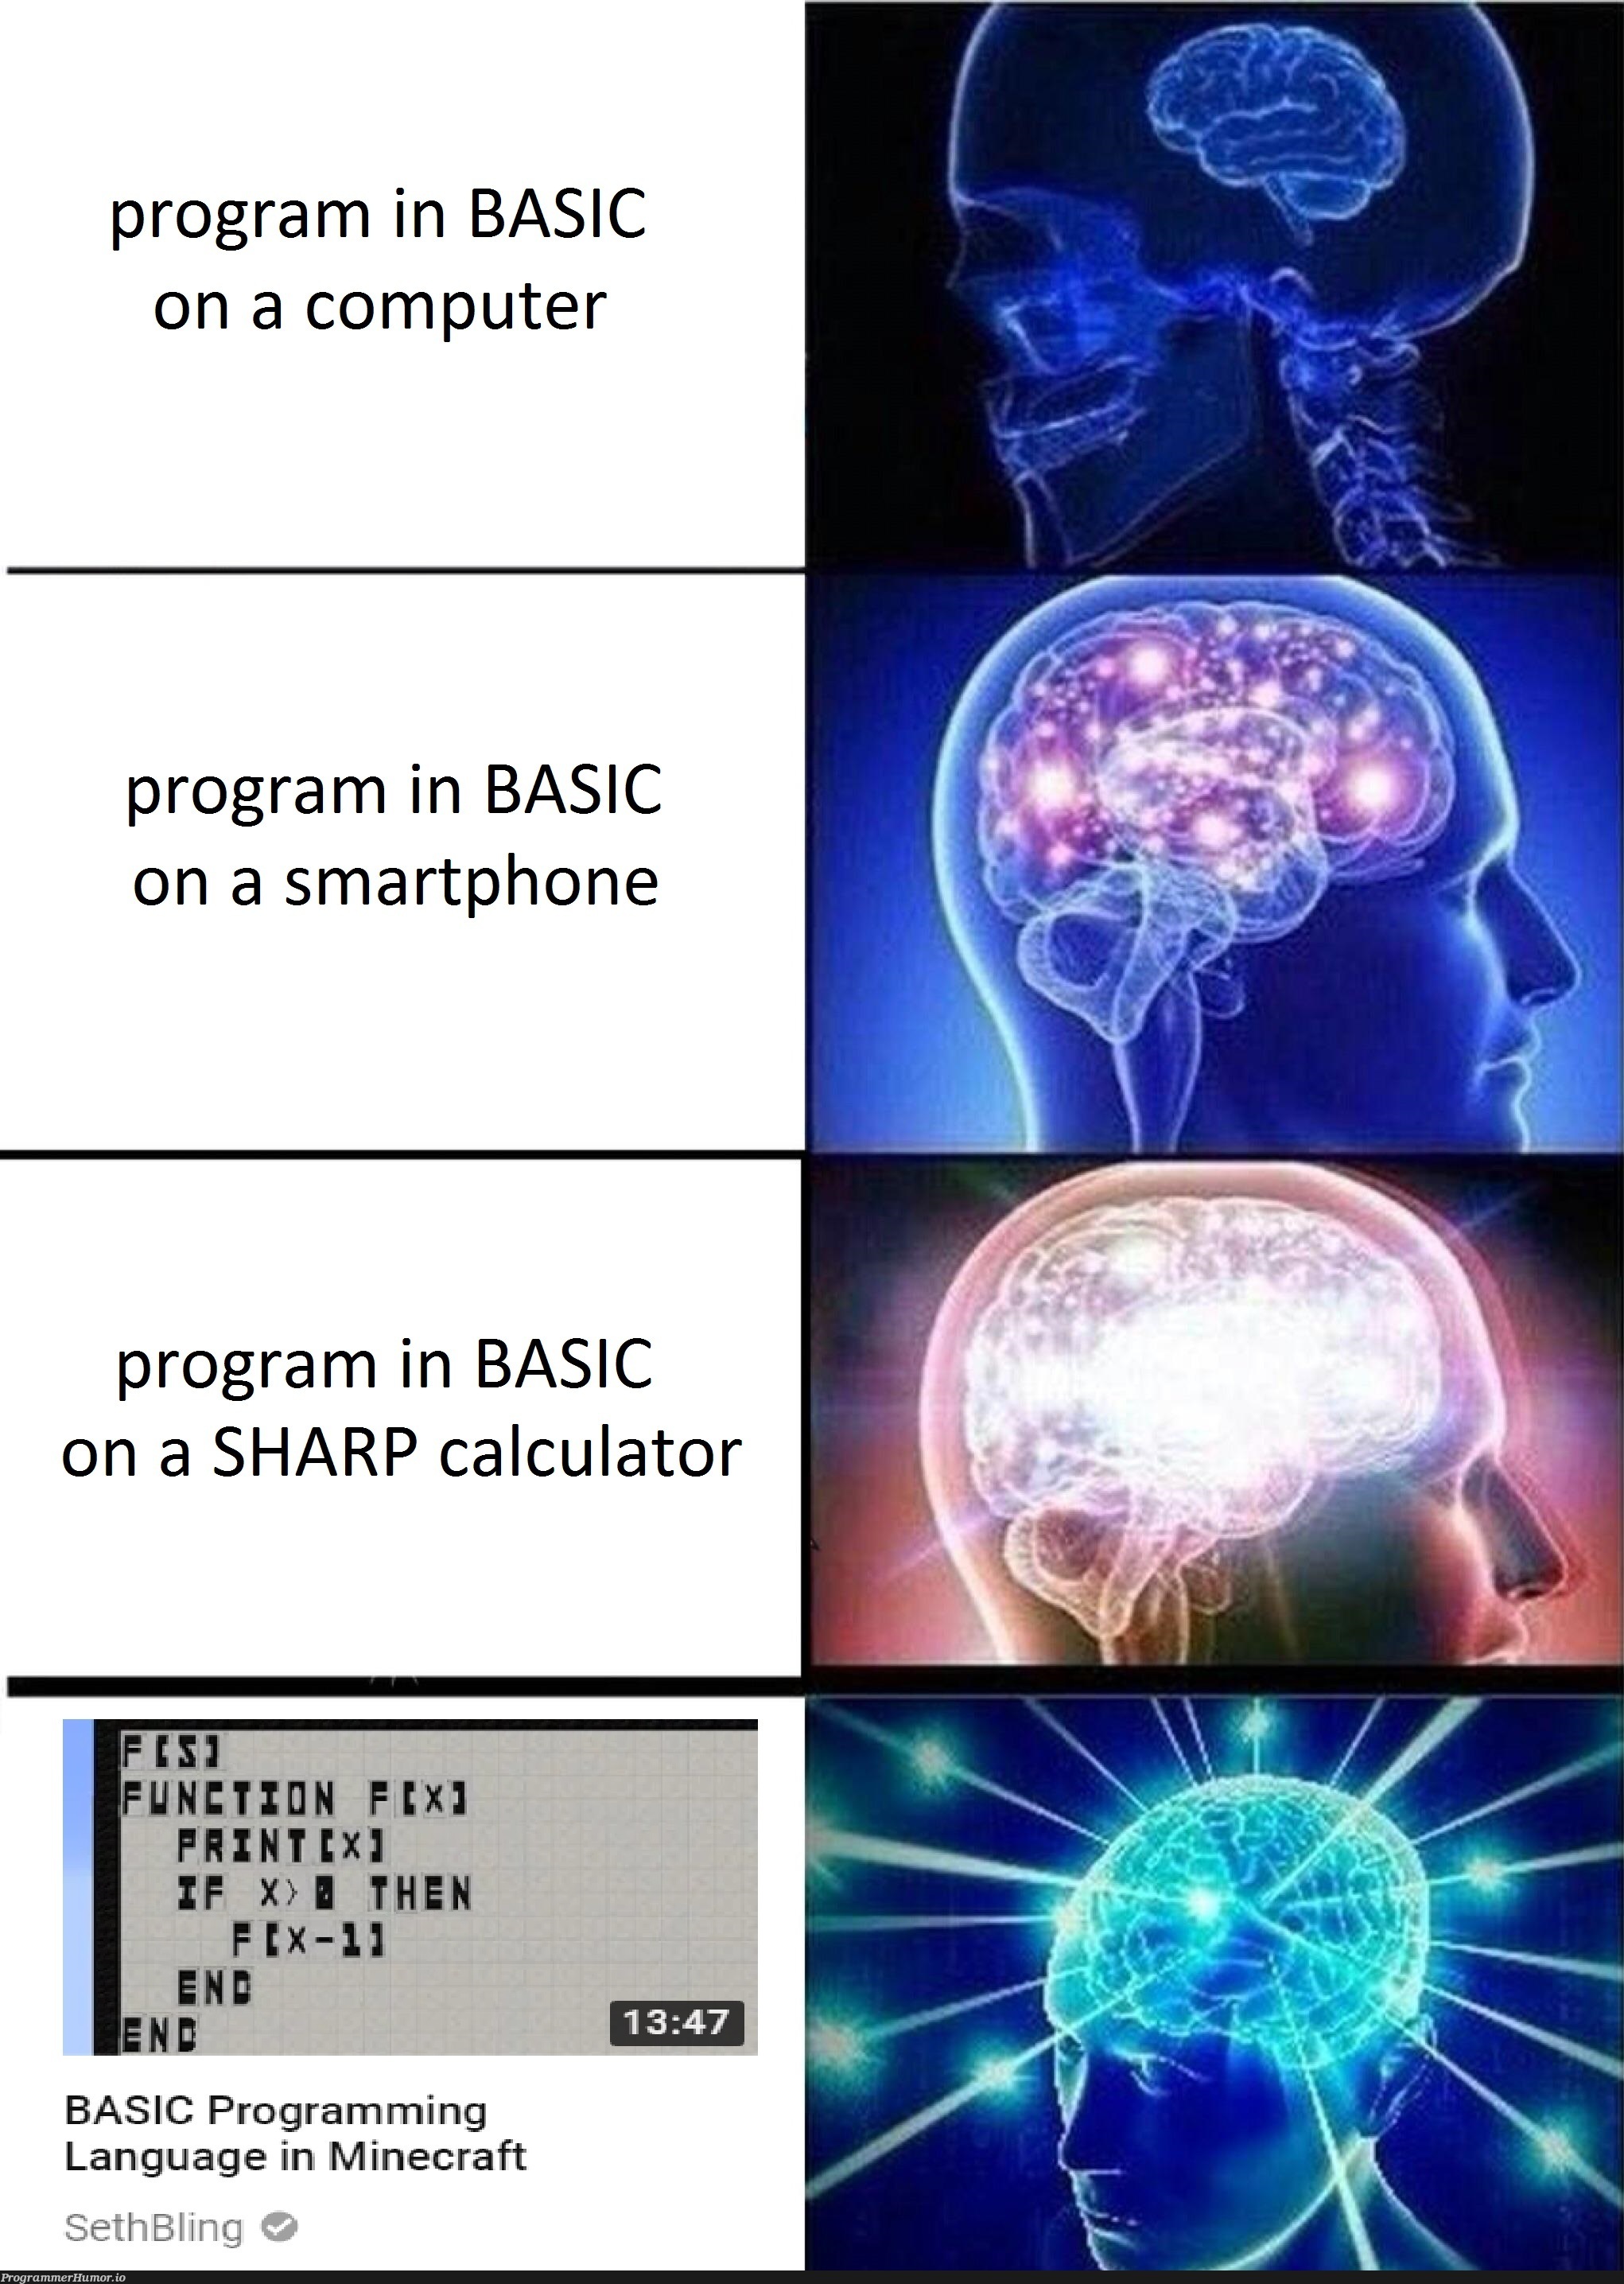 program in BASIC
on a computer
program in BASIC
on a smartphone
program in BASIC
on a SHARP calculator
F[S]
FUNCTION F[X]
PRINT[X]
IF X>0 THEN
F[X-1]
END
END
13:47
BASIC Programming
Language in Minecraft
SethBling
ProgrammerHumor.io